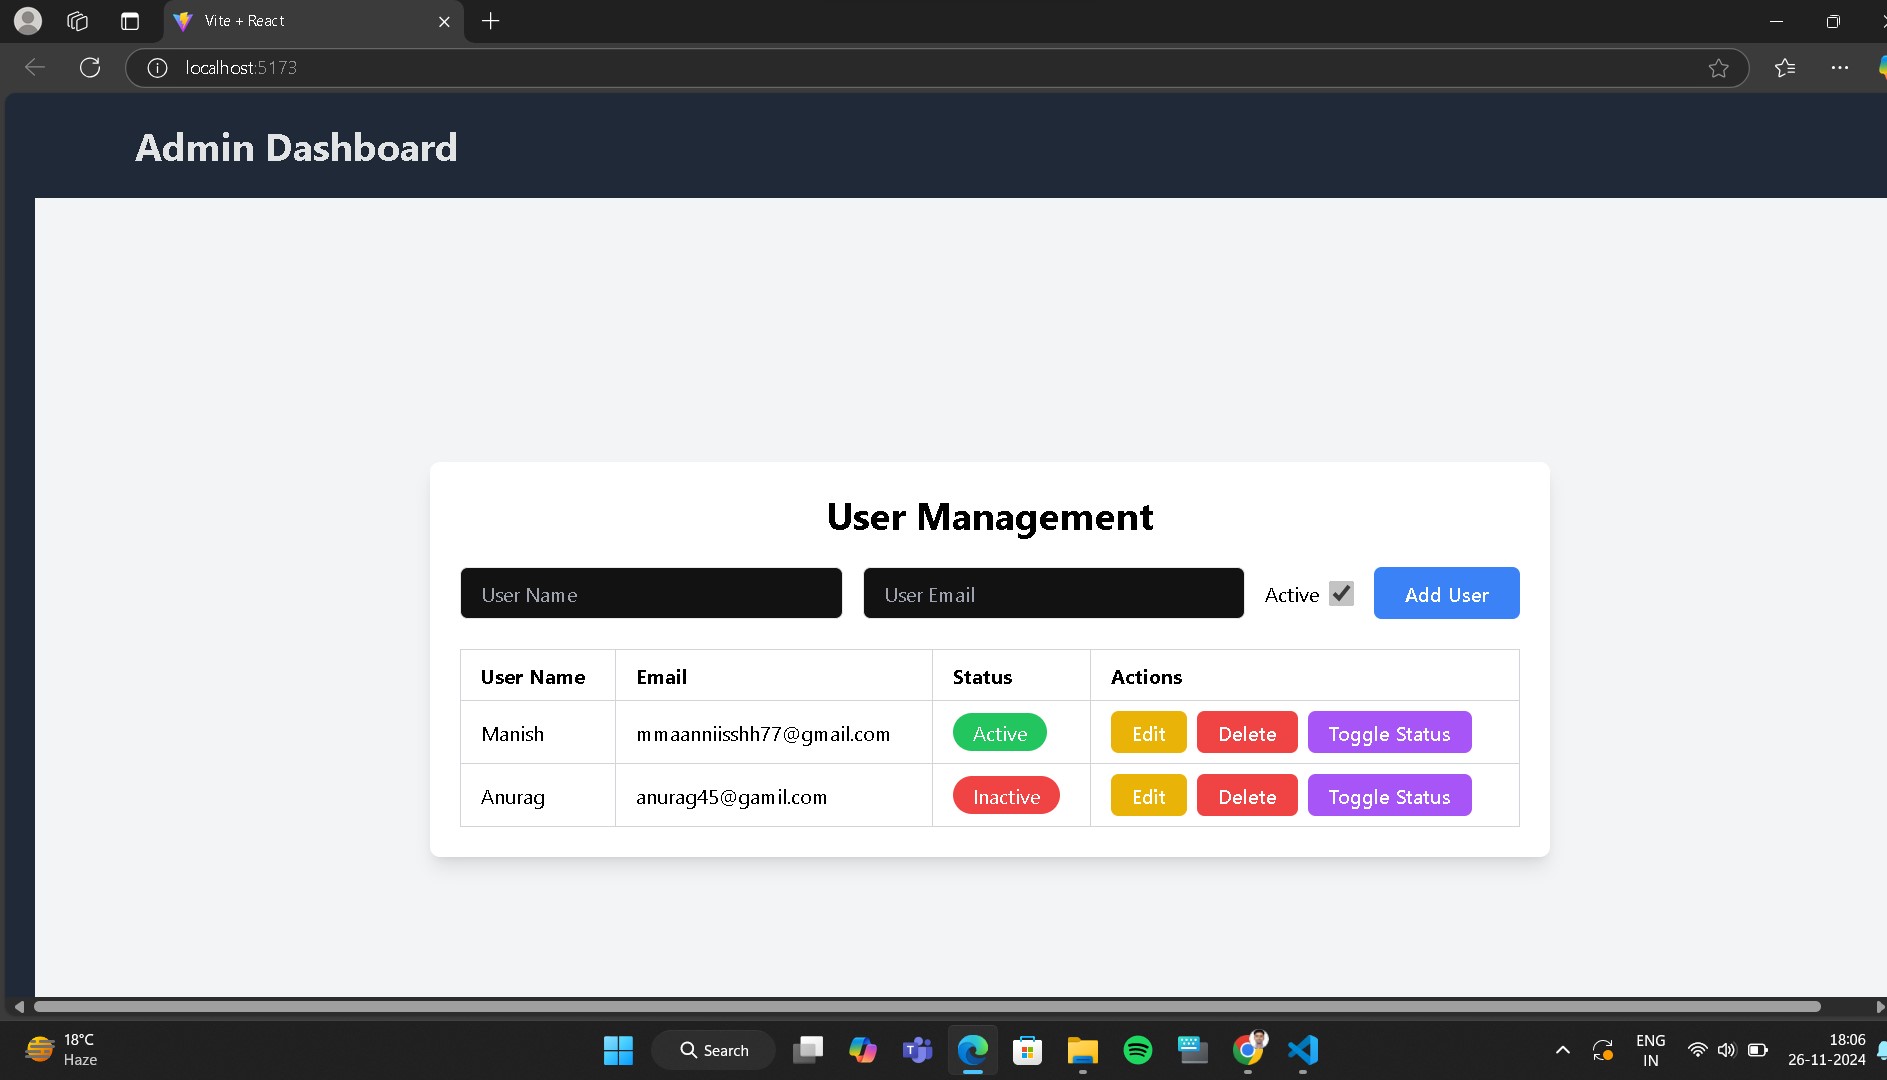 Vite + React
localhost:5173
Admin Dashboard
User Management
User Name User Email Active Add User
User Name Email Status Actions
Manish mmaanniisshh77@gmail.com Active Edit Delete Toggle Status
Anurag anurag45@gamil.com Inactive Edit Delete Toggle Status
18°C
Haze
Search
ENG
IN
18:06
26-11-2024